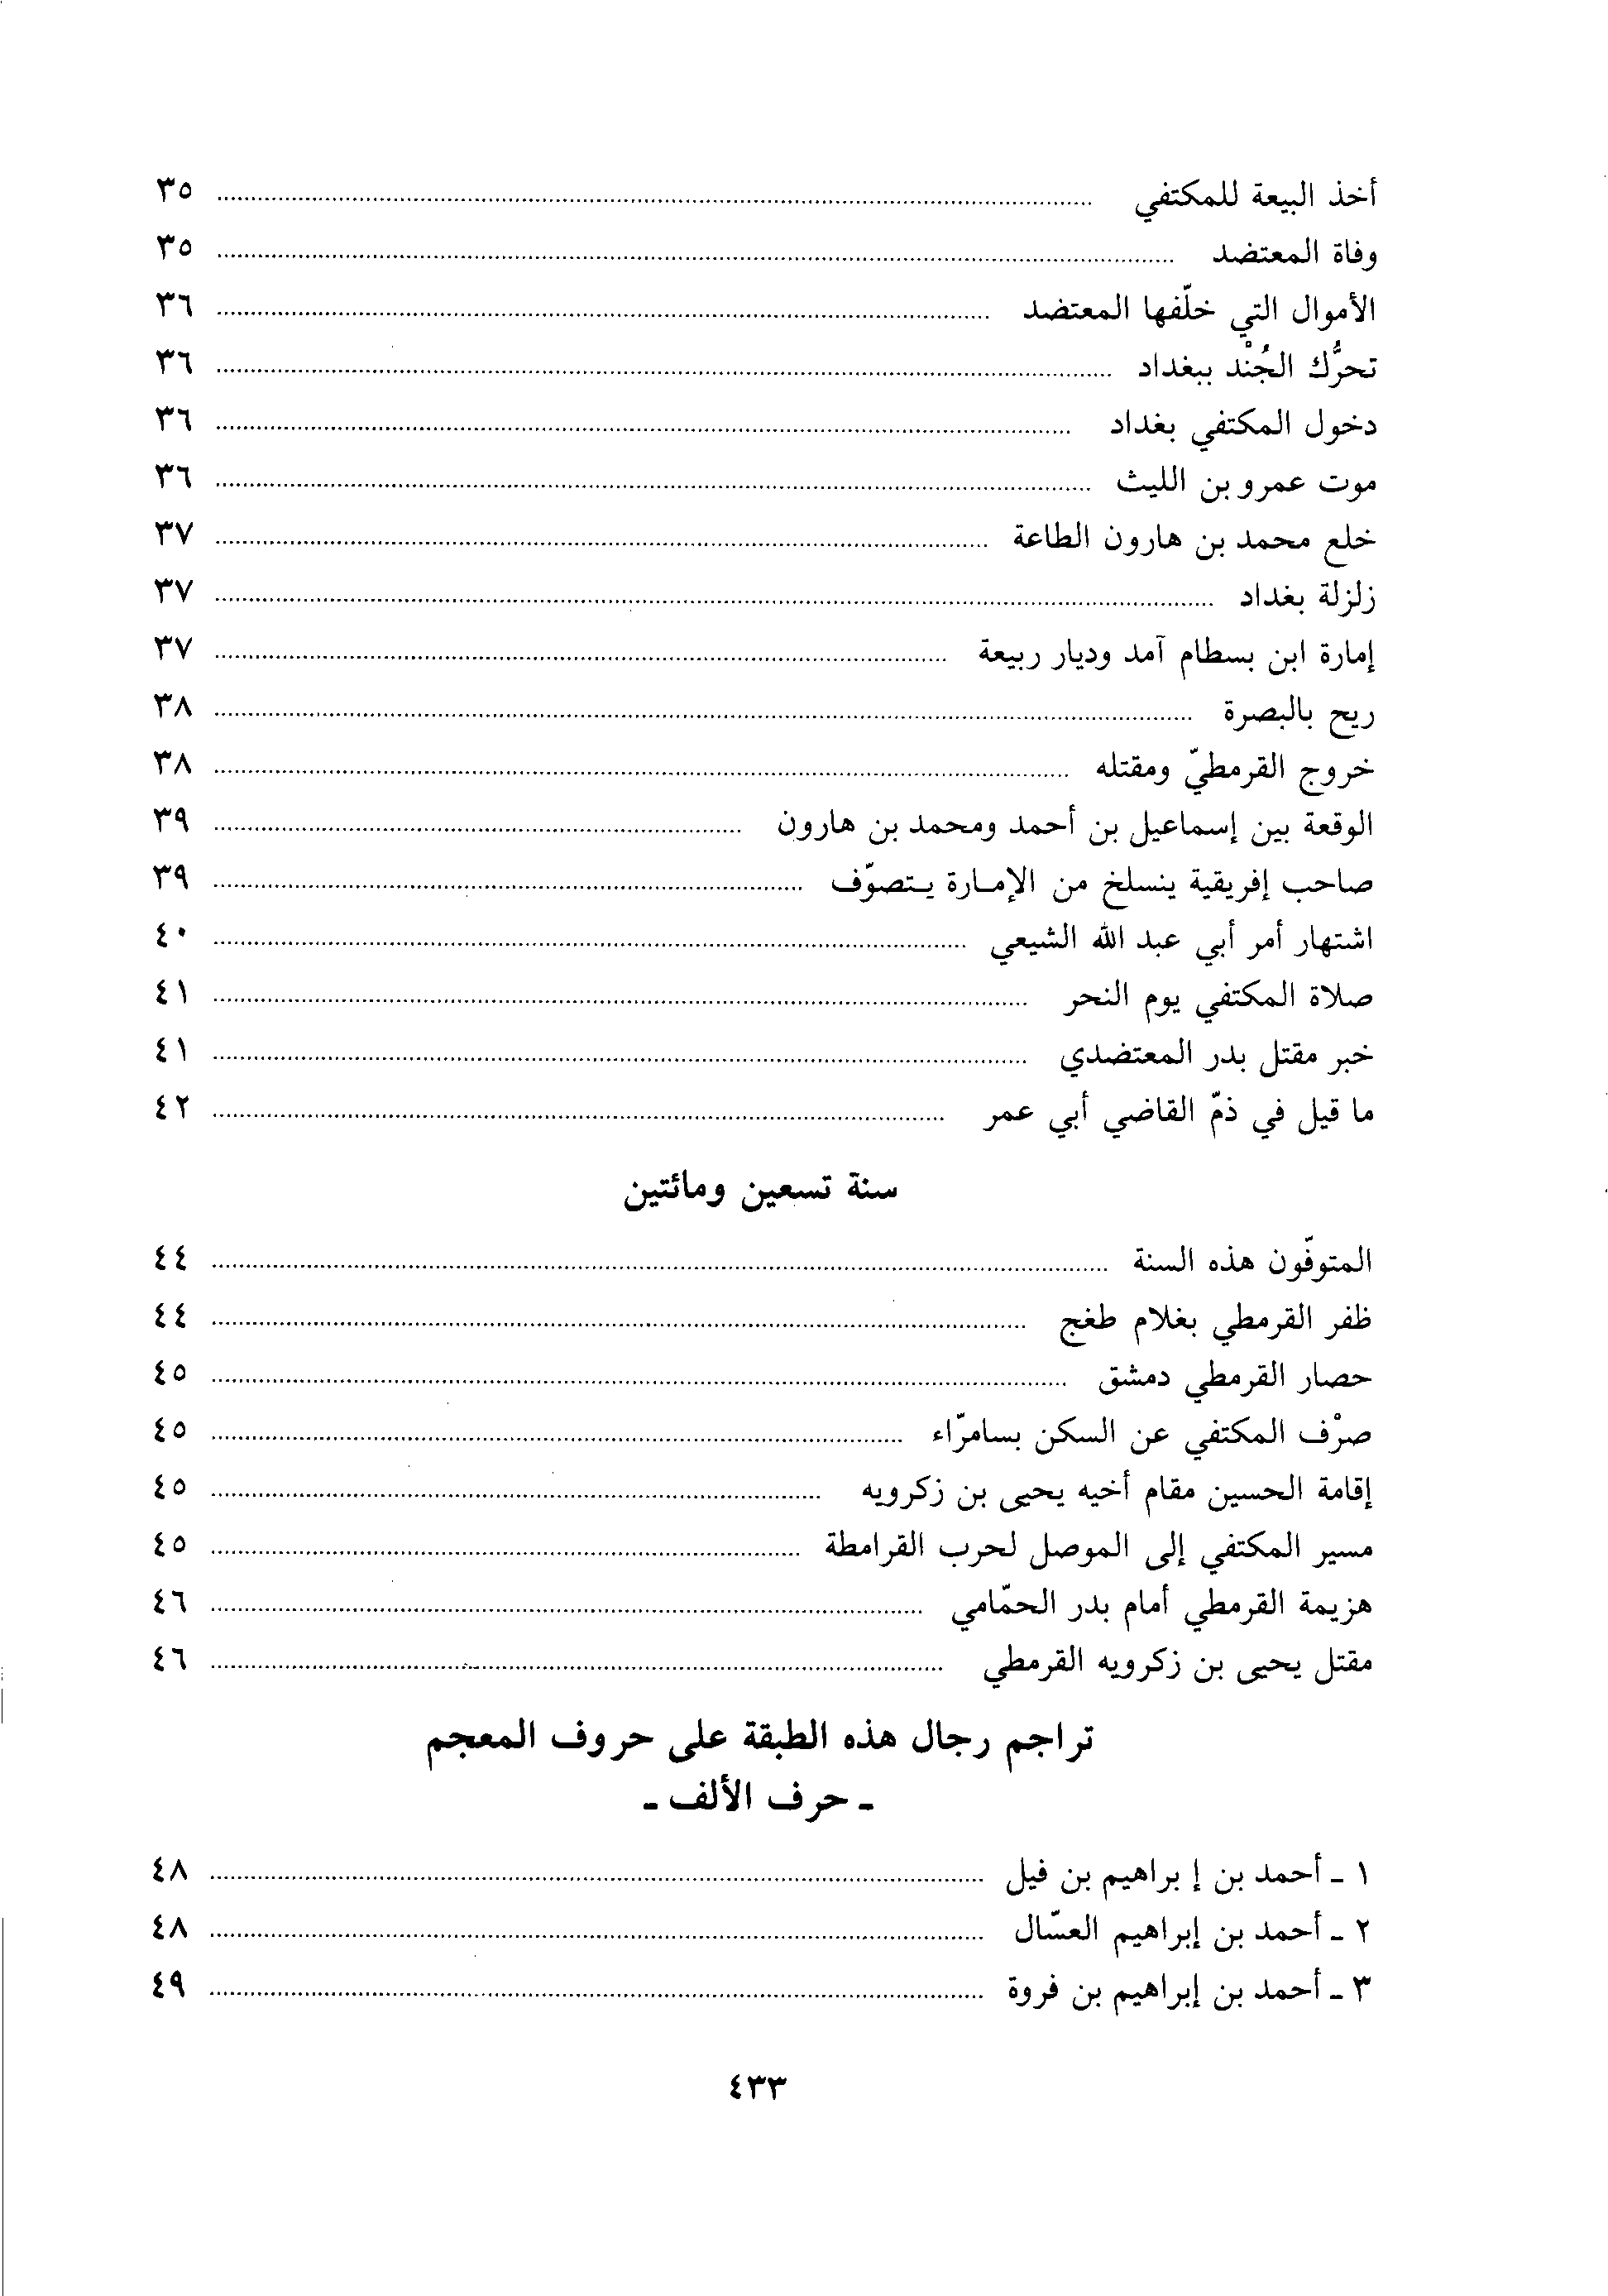 أخذ البيعة للمكتفي ........ ٣٥
وفاة المعتضد ........ ٣٥
الأموال التي خلّفها المعتضد ........ ٣٦
تحرُّك الجُنْد ببغداد ........ ٣٦
دخول المكتفي بغداد ........ ٣٦
موت عمرو بن الليث ........ ٣٦
خلع محمد بن هارون الطاعة ........ ٣٧
زلزلة بغداد ........ ٣٧
إمارة ابن بسطام آمد وديار ربيعة ........ ٣٧
ريح بالبصرة ........ ٣٨
خروج القرمطيّ ومقتله ........ ٣٨
الوقعة بين إسماعيل بن أحمد ومحمد بن هارون ........ ٣٩
صاحب إفريقية ينسلخ من الإمـارة يـتصوّف ........ ٣٩
اشتهار أمر أبي عبد الله الشيعي ........ ٤٠
صلاة المكتفي يوم النحر ........ ٤١
خبر مقتل بدر المعتضدي ........ ٤١
ما قيل في ذمّ القاضي أبي عمر ........ ٤٢
سنة تسعين ومائتين
المتوفّون هذه السنة ........ ٤٤
ظفر القرمطي بغلام طغج ........ ٤٤
حصار القرمطي دمشق ........ ٤٥
صرْف المكتفي عن السكن بسامرّاء ........ ٤٥
إقامة الحسين مقام أخيه يحيى بن زكرويه ........ ٤٥
مسير المكتفي إلى الموصل لحرب القرامطة ........ ٤٥
هزيمة القرمطي أمام بدر الحمّامي ........ ٤٦
مقتل يحيى بن زكرويه القرمطي ........ ٤٦
تراجم رجال هذه الطبقة على حروف المعجم
ـ حرف الألف ـ
١ ـ أحمد بن إبراهيم بن فيل ........ ٤٨
٢ ـ أحمد بن إبراهيم العسّال ........ ٤٨
٣ ـ أحمد بن إبراهيم بن فروة ........ ٤٩
٤٣٣